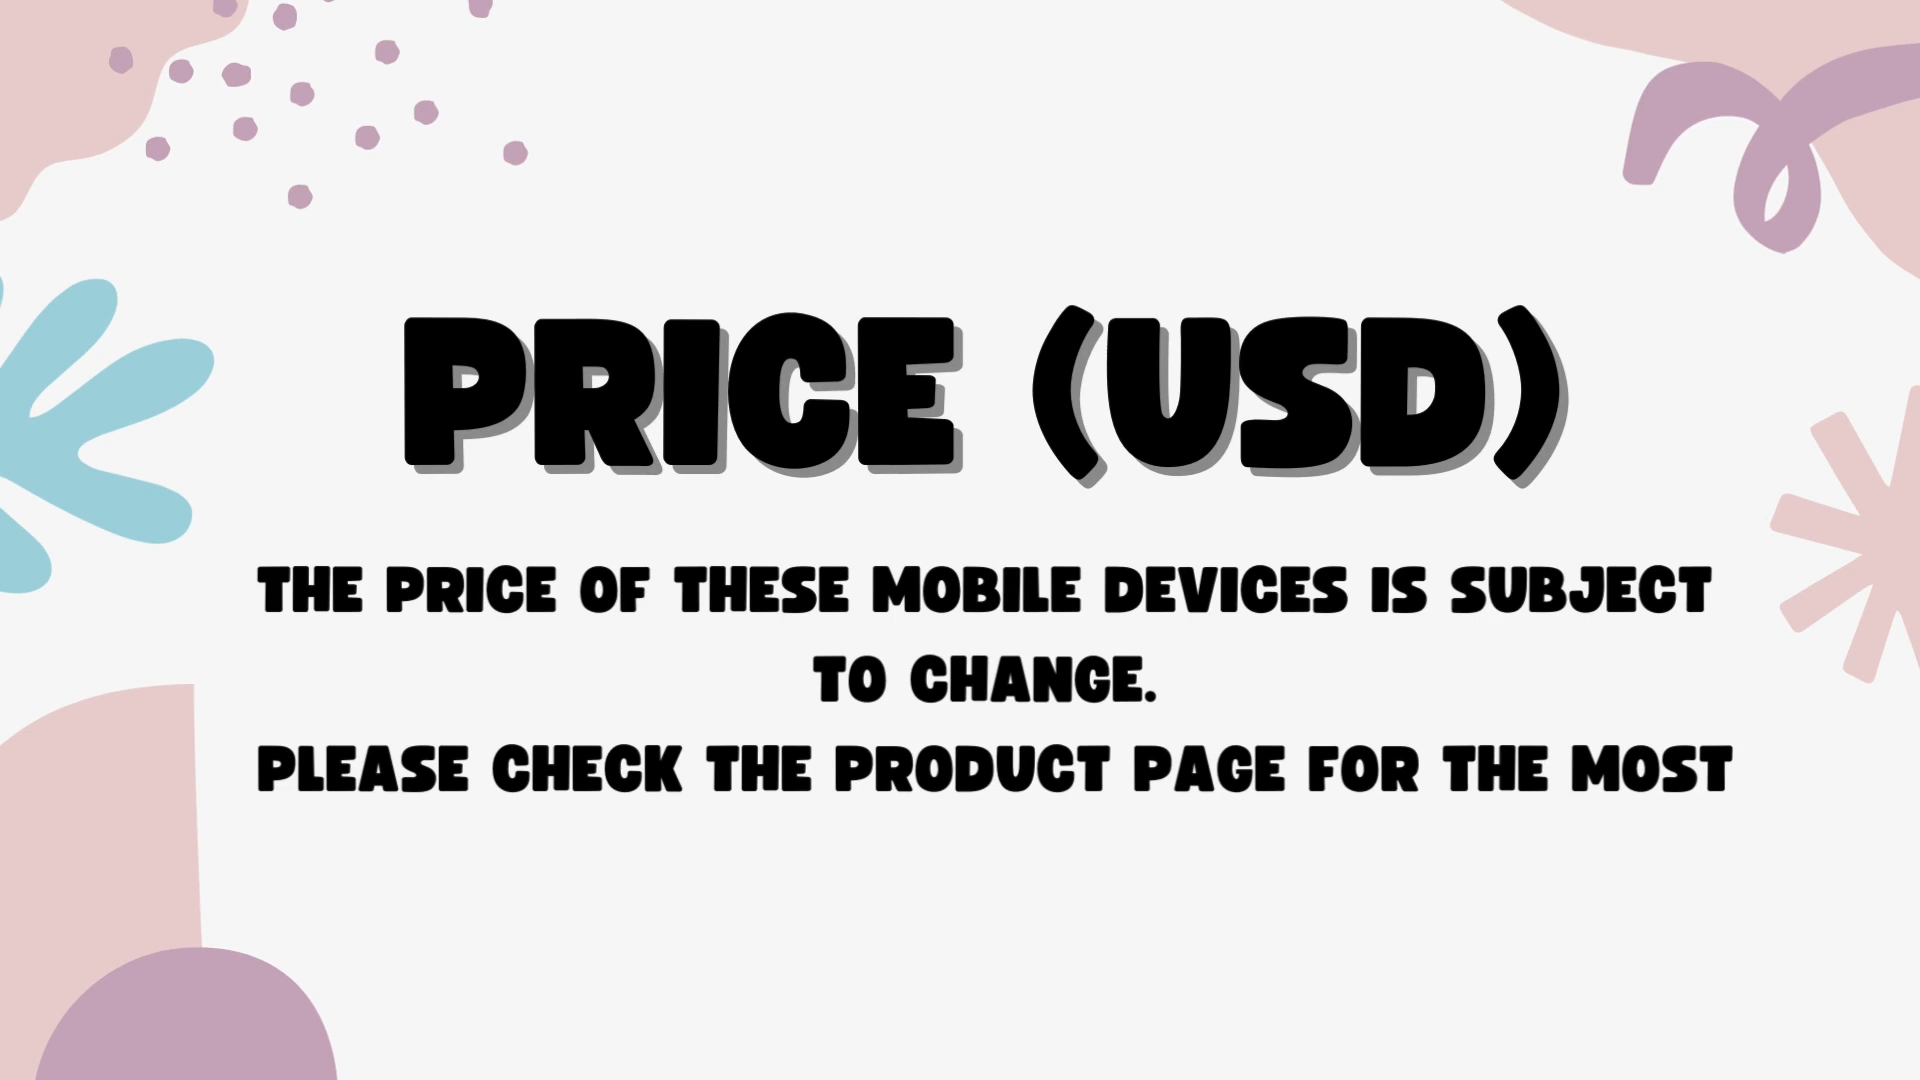 PRICE (USD)
THE PRICE OF THESE MOBILE DEVICES IS SUBJECT
TO CHANGE.
PLEASE CHECK THE PRODUCT PAGE FOR THE MOST